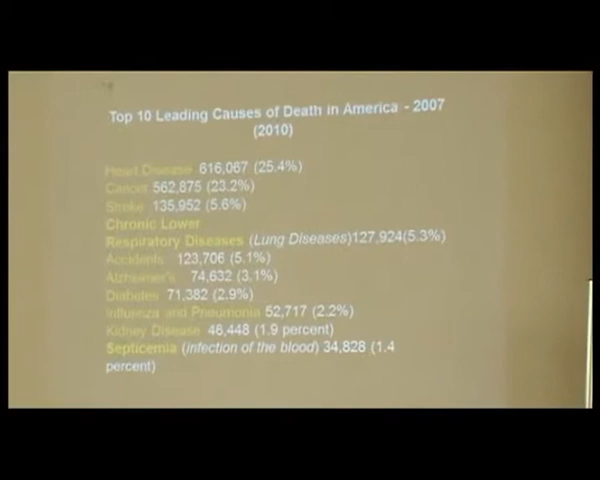 Top 10 Leading Causes of Death in America - 2007
(2010)
Heart Disease 616,067 (25.4%)
Cancer 562,875 (23.2%)
Stroke 135,952 (5.6%)
Chronic Lower
Respiratory Diseases (Lung Diseases)127,924(5.3%)
Accidents 123,706 (5.1%)
Alzheimer's 74,632 (3.1%)
Diabetes 71,382 (2.9%)
Influenza and Pneumonia 52,717 (2.2%)
Kidney Disease 46,448 (1.9 percent)
Septicemia (infection of the blood) 34,828 (1.4
percent)